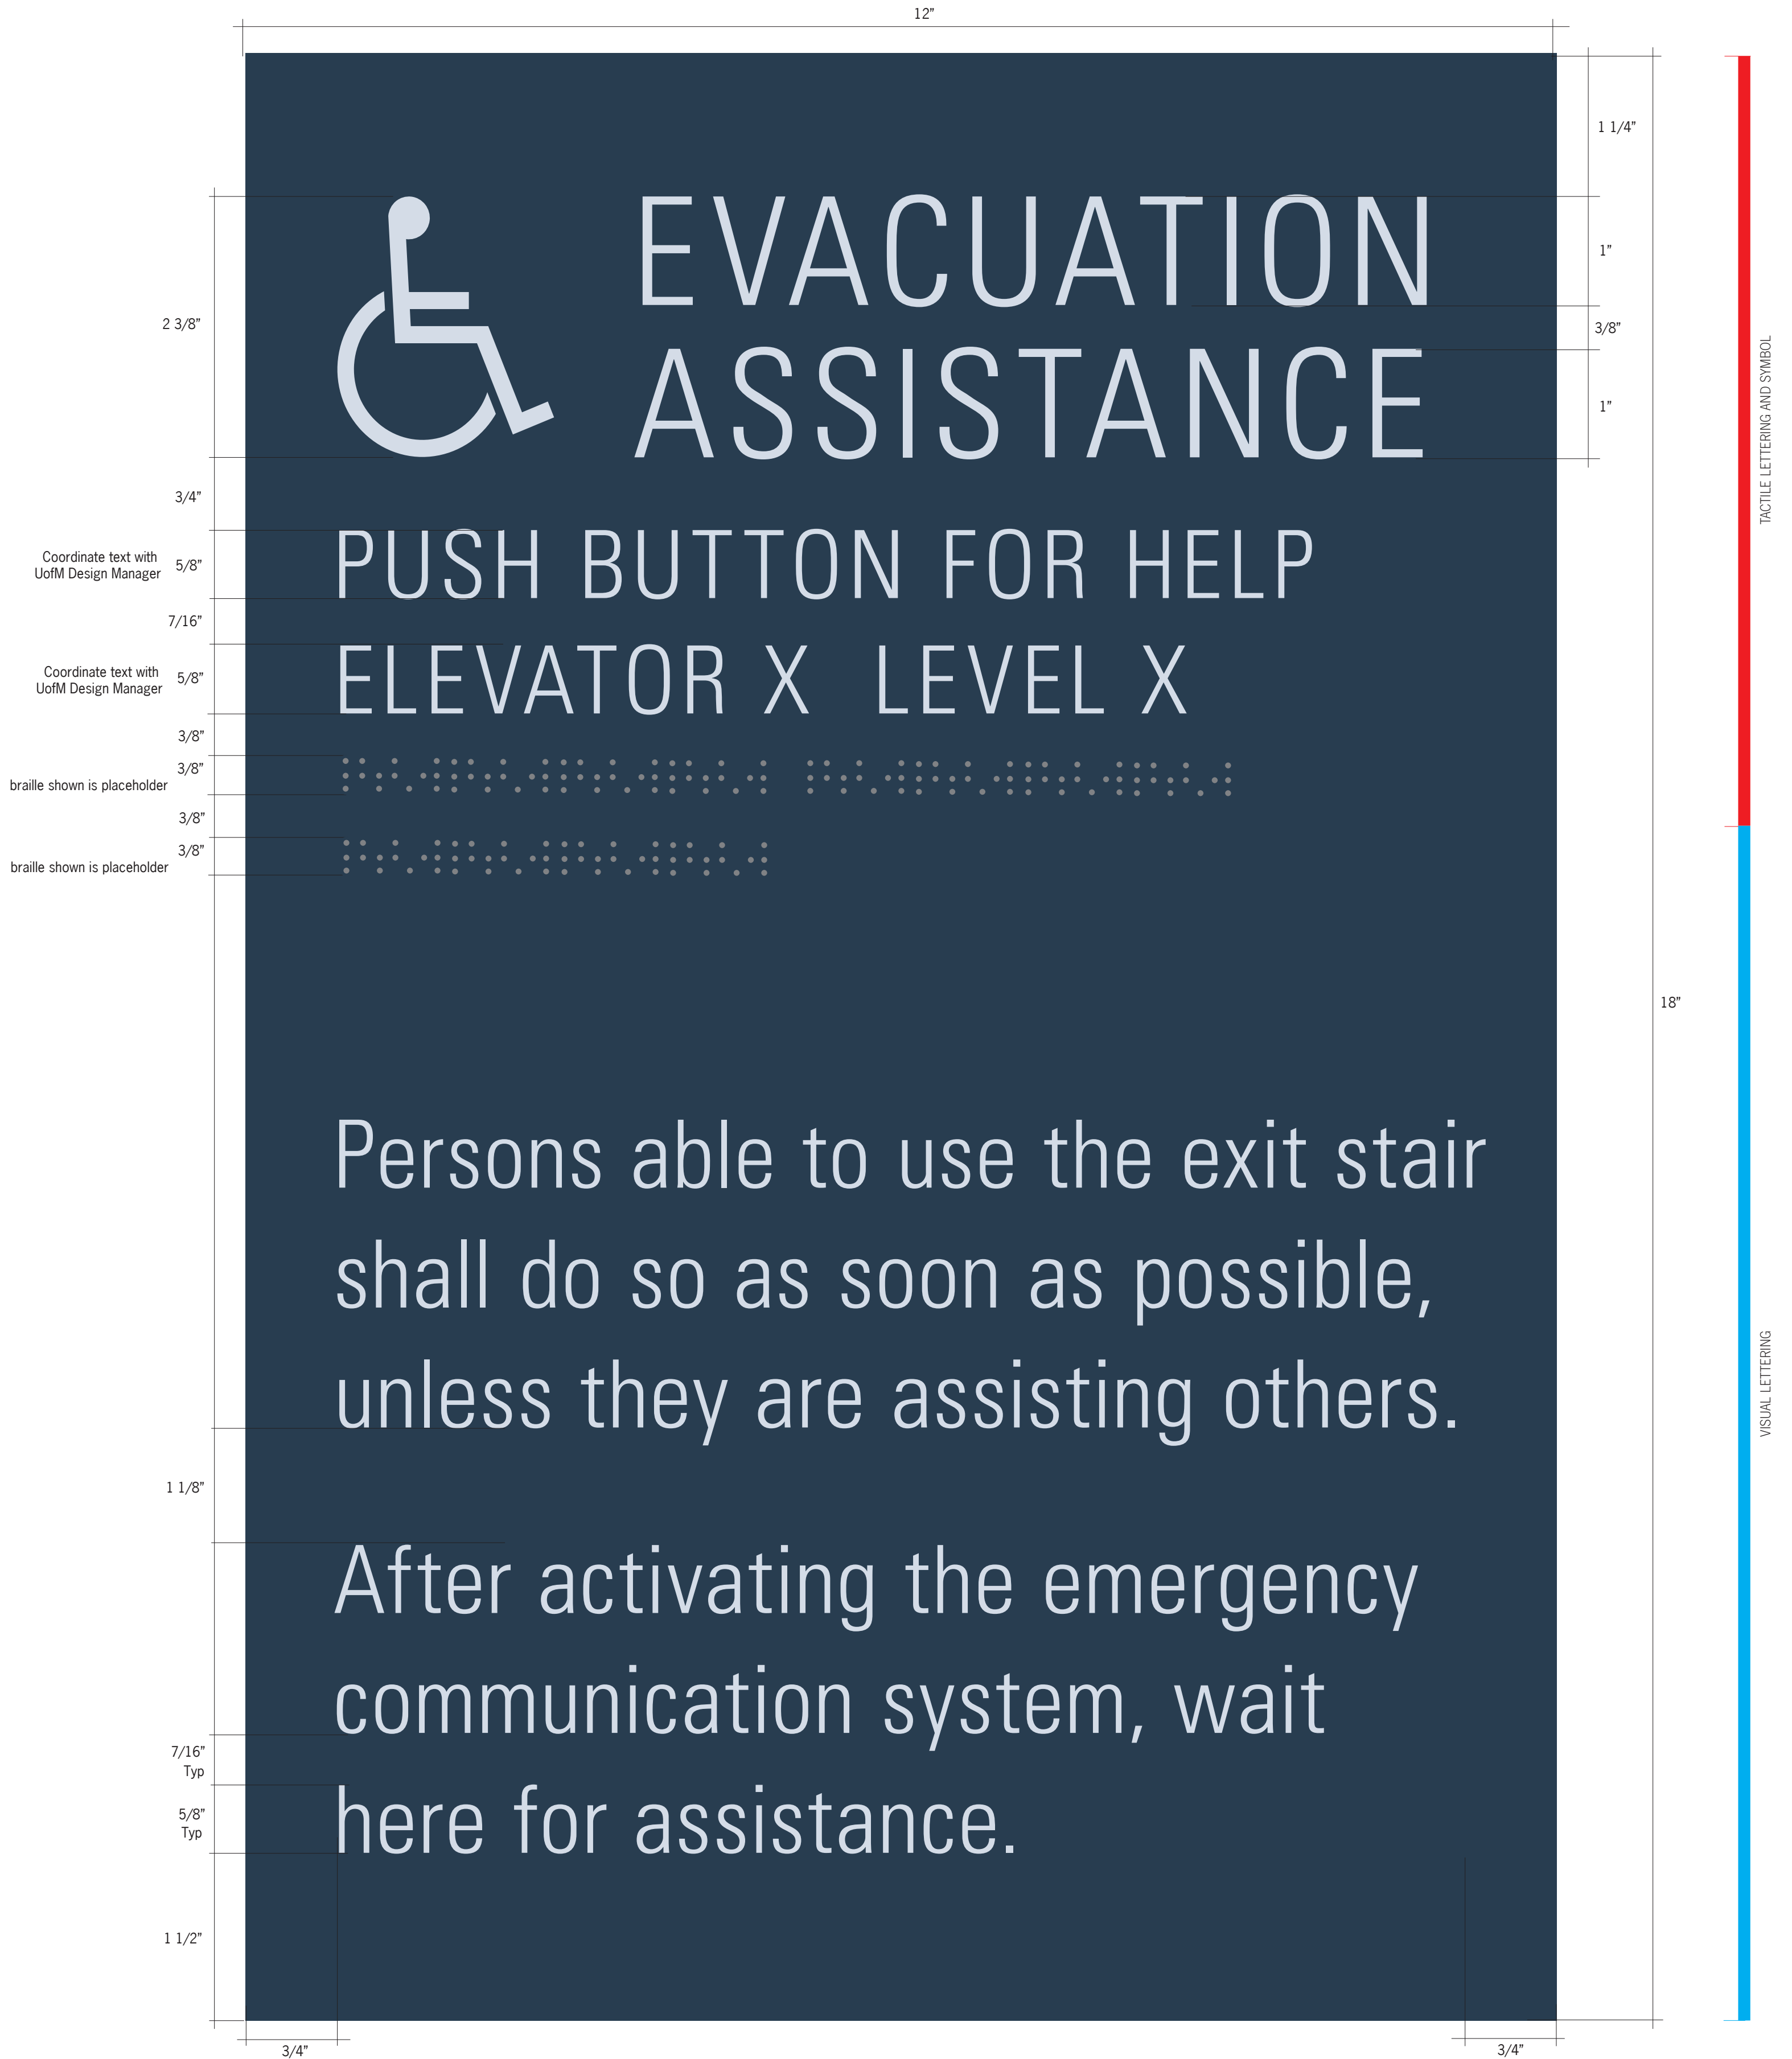 12”
1 1/4”
EVACUATION
1”
2 3/8”
3/8”
ASSISTANCE
1”
TACTILE LETTERING AND SYMBOL
3/4”
PUSH BUTTON FOR HELP
Coordinate text with
UofM Design Manager
5/8”
7/16”
ELEVATOR X LEVEL X
Coordinate text with
UofM Design Manager
5/8”
3/8”
3/8”
braille shown is placeholder
3/8”
3/8”
braille shown is placeholder
18”
Persons able to use the exit stair
shall do so as soon as possible,
unless they are assisting others.
VISUAL LETTERING
1 1/8”
After activating the emergency
communication system, wait
7/16”
Typ
here for assistance.
5/8”
Typ
1 1/2”
3/4”
3/4”